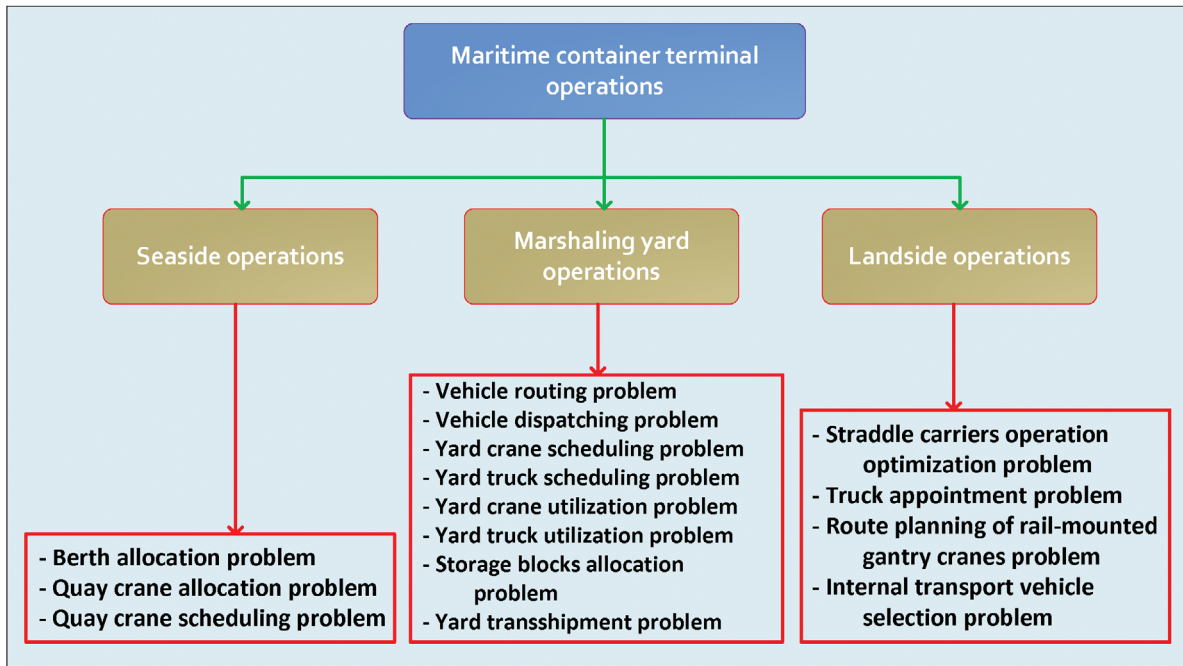 Maritime container terminal
operations
Seaside operations
Marshaling yard
operations
Landside operations
- Berth allocation problem
- Quay crane allocation problem
- Quay crane scheduling problem
- Vehicle routing problem
- Vehicle dispatching problem
- Yard crane scheduling problem
- Yard truck scheduling problem
- Yard crane utilization problem
- Yard truck utilization problem
- Storage blocks allocation
problem
- Yard transshipment problem
- Straddle carriers operation
optimization problem
- Truck appointment problem
- Route planning of rail-mounted
gantry cranes problem
- Internal transport vehicle
selection problem